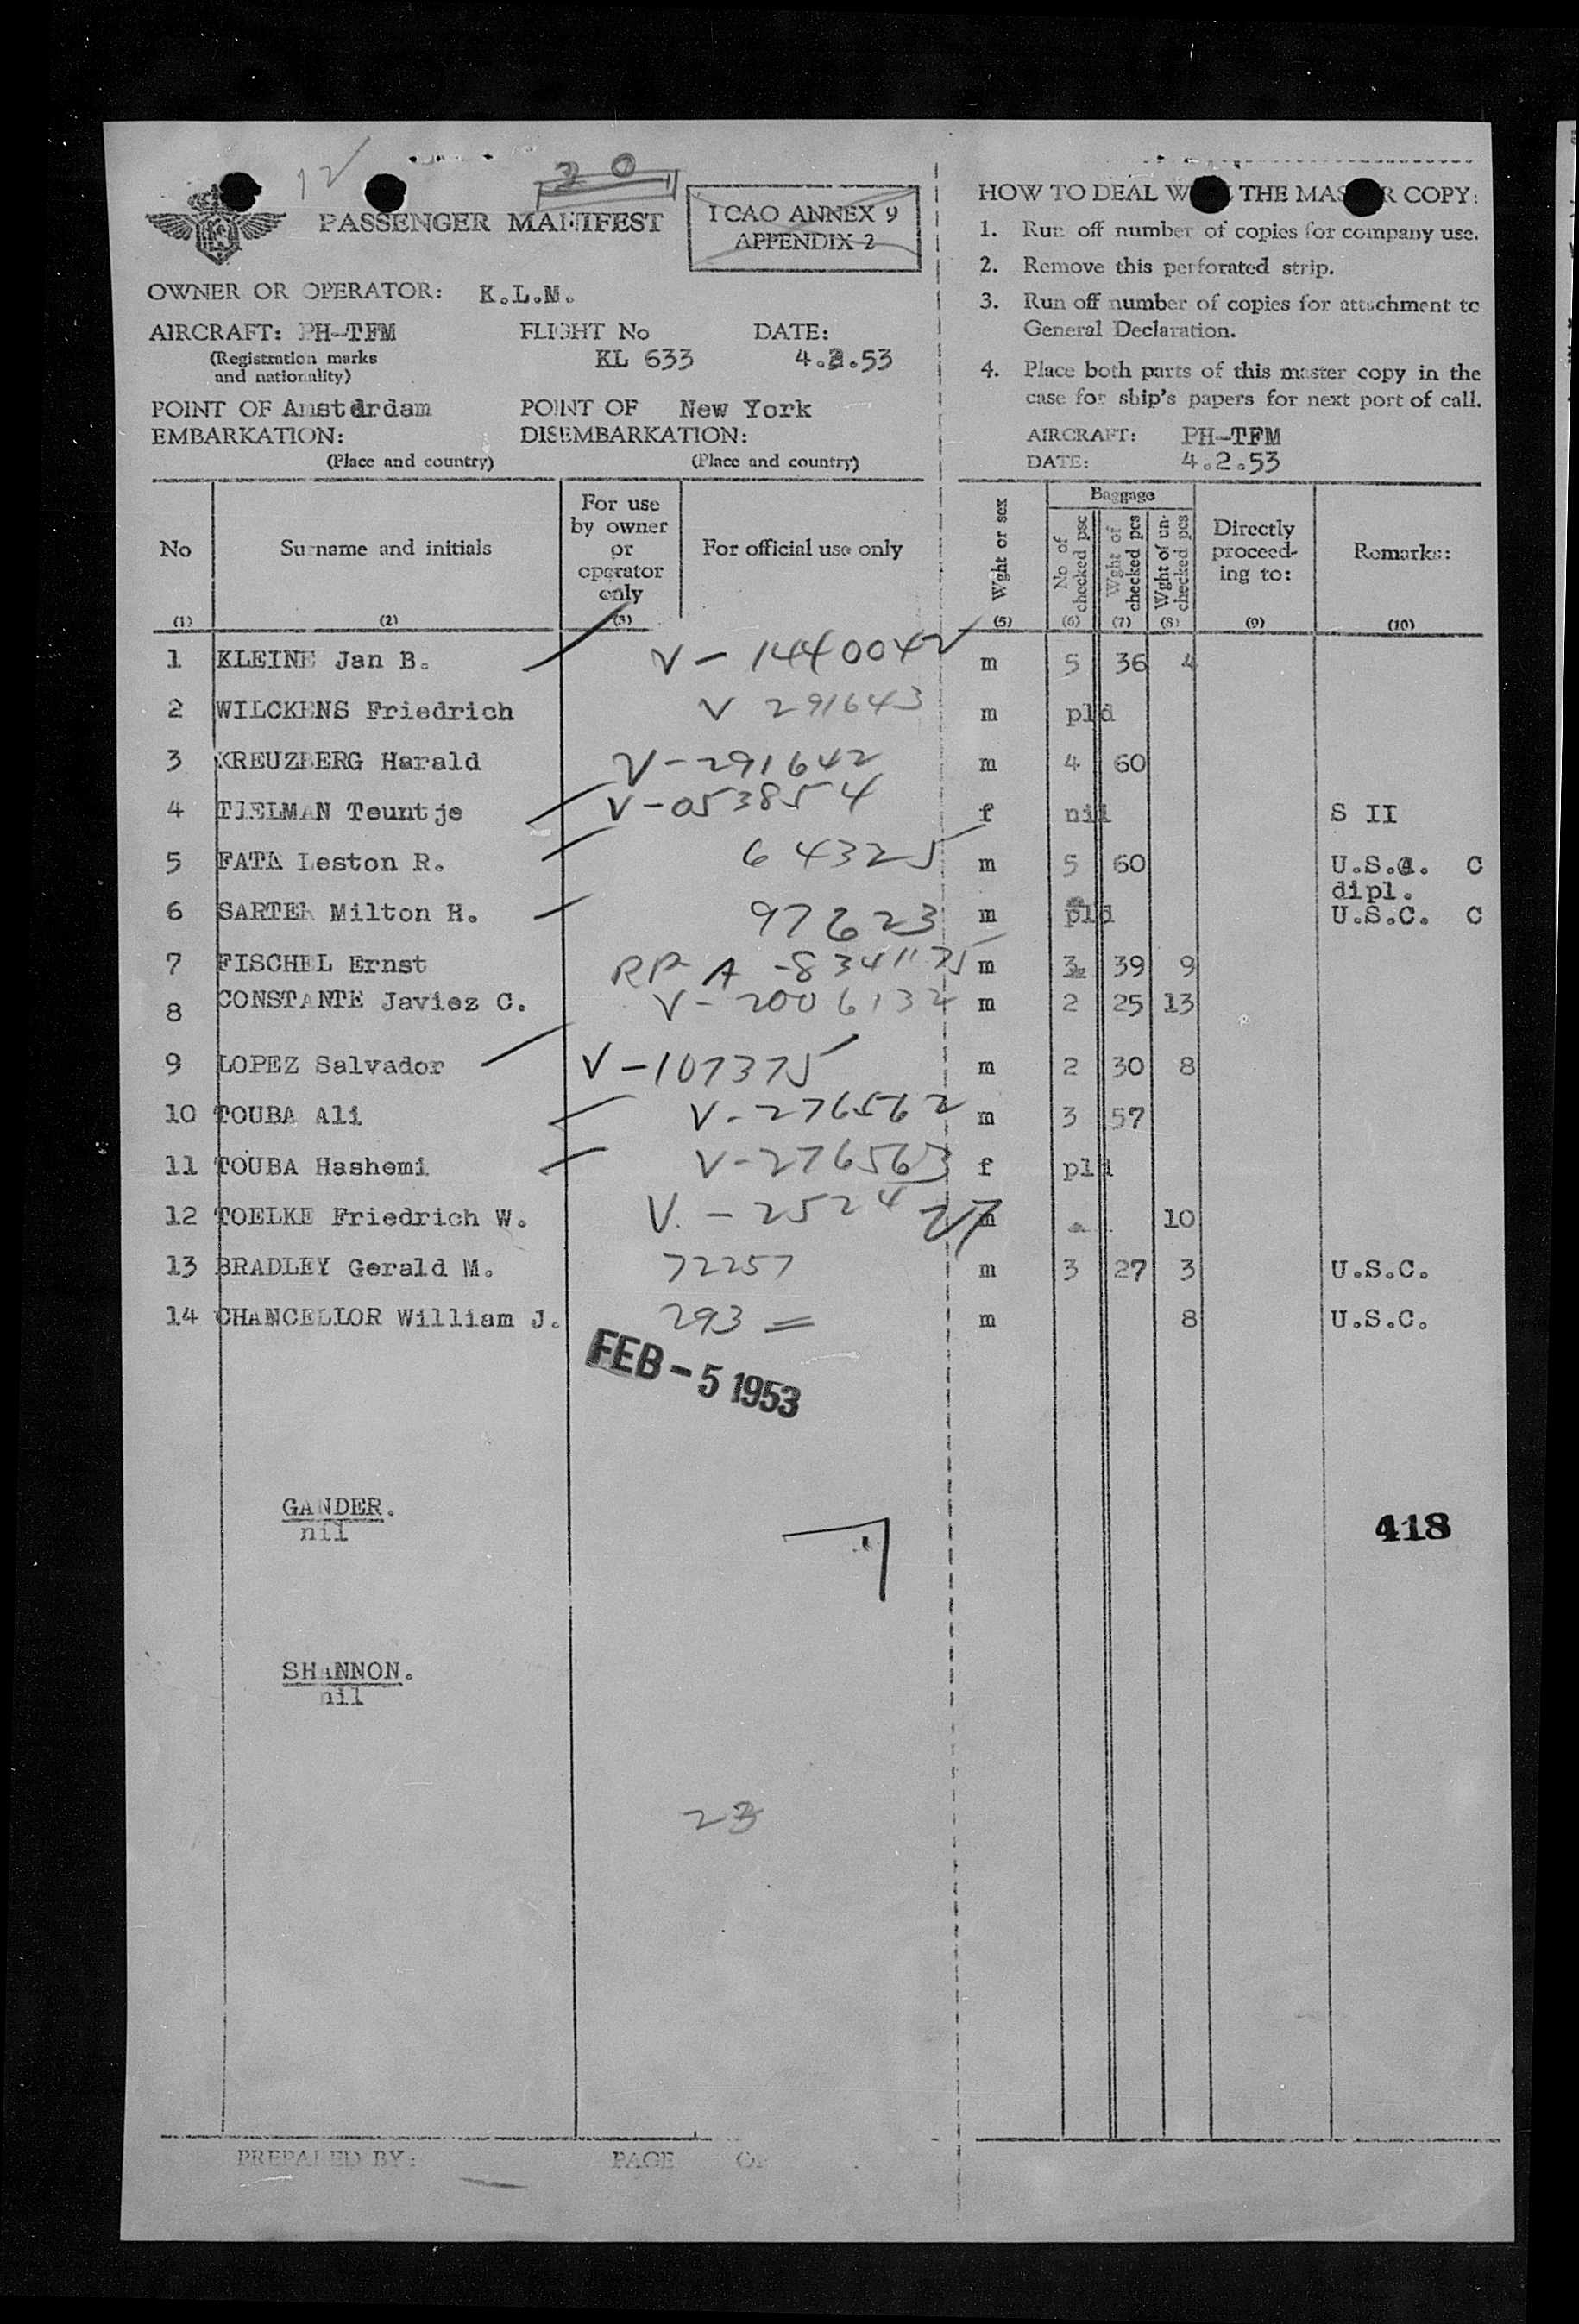 12
20
PASSENGER MANIFEST
ICAO ANNEX 9
APPENDIX 2
OWNER OR OPERATOR: K.L.M.
AIRCRAFT: PH-TFM FLIGHT No DATE:
(Registration marks KL 633 4.2.53
and nationality)
POINT OF Amsterdam POINT OF New York
EMBARKATION: DISEMBARKATION:
(Place and country) (Place and country)
No Surname and initials For use by owner or operator only For official use only
(1) (2) (3)
1 KLEINE Jan B. V-1440042
2 WILCKENS Friedrich V 291643
3 KREUZBERG Harald V-291642
4 TIELMAN Teuntje V-053854
5 FATA Leston R. 64325
6 SARTER Milton H. 97623
7 FISCHEL Ernst RP A -8341175
8 CONSTANTE Javiez C. V-2006132
9 LOPEZ Salvador V-107375
10 TOUBA Ali V-276562
11 TOUBA Hashemi V-276563
12 TOELKE Friedrich W. V.-2524
13 BRADLEY Gerald M. 72257
14 CHANCELLOR William J. 293
FEB-5 1953
GANDER.
nil
SHANNON.
nil
23
PREPARED BY: PAGE OF
HOW TO DEAL W THE MAS R COPY:
1. Run off number of copies for company use.
2. Remove this perforated strip.
3. Run off number of copies for attachment to
General Declaration.
4. Place both parts of this master copy in the
case for ship's papers for next port of call.
AIRCRAFT: PH-TFM
DATE: 4.2.53
Wght or sex Baggage No of checked psc Wght of checked pcs Wght of un-checked pcs Directly proceed-ing to: Remarks:
(5) (6) (7) (8) (9) (10)
m 5 36 4
m pld
m 4 60
f nil S II
m 5 60 U.S.C. C
dipl.
m pld U.S.C. C
m 3 39 9
m 2 25 13
m 2 30 8
m 3 57
f pld
m 10
m 3 27 3 U.S.C.
m 8 U.S.C.
418